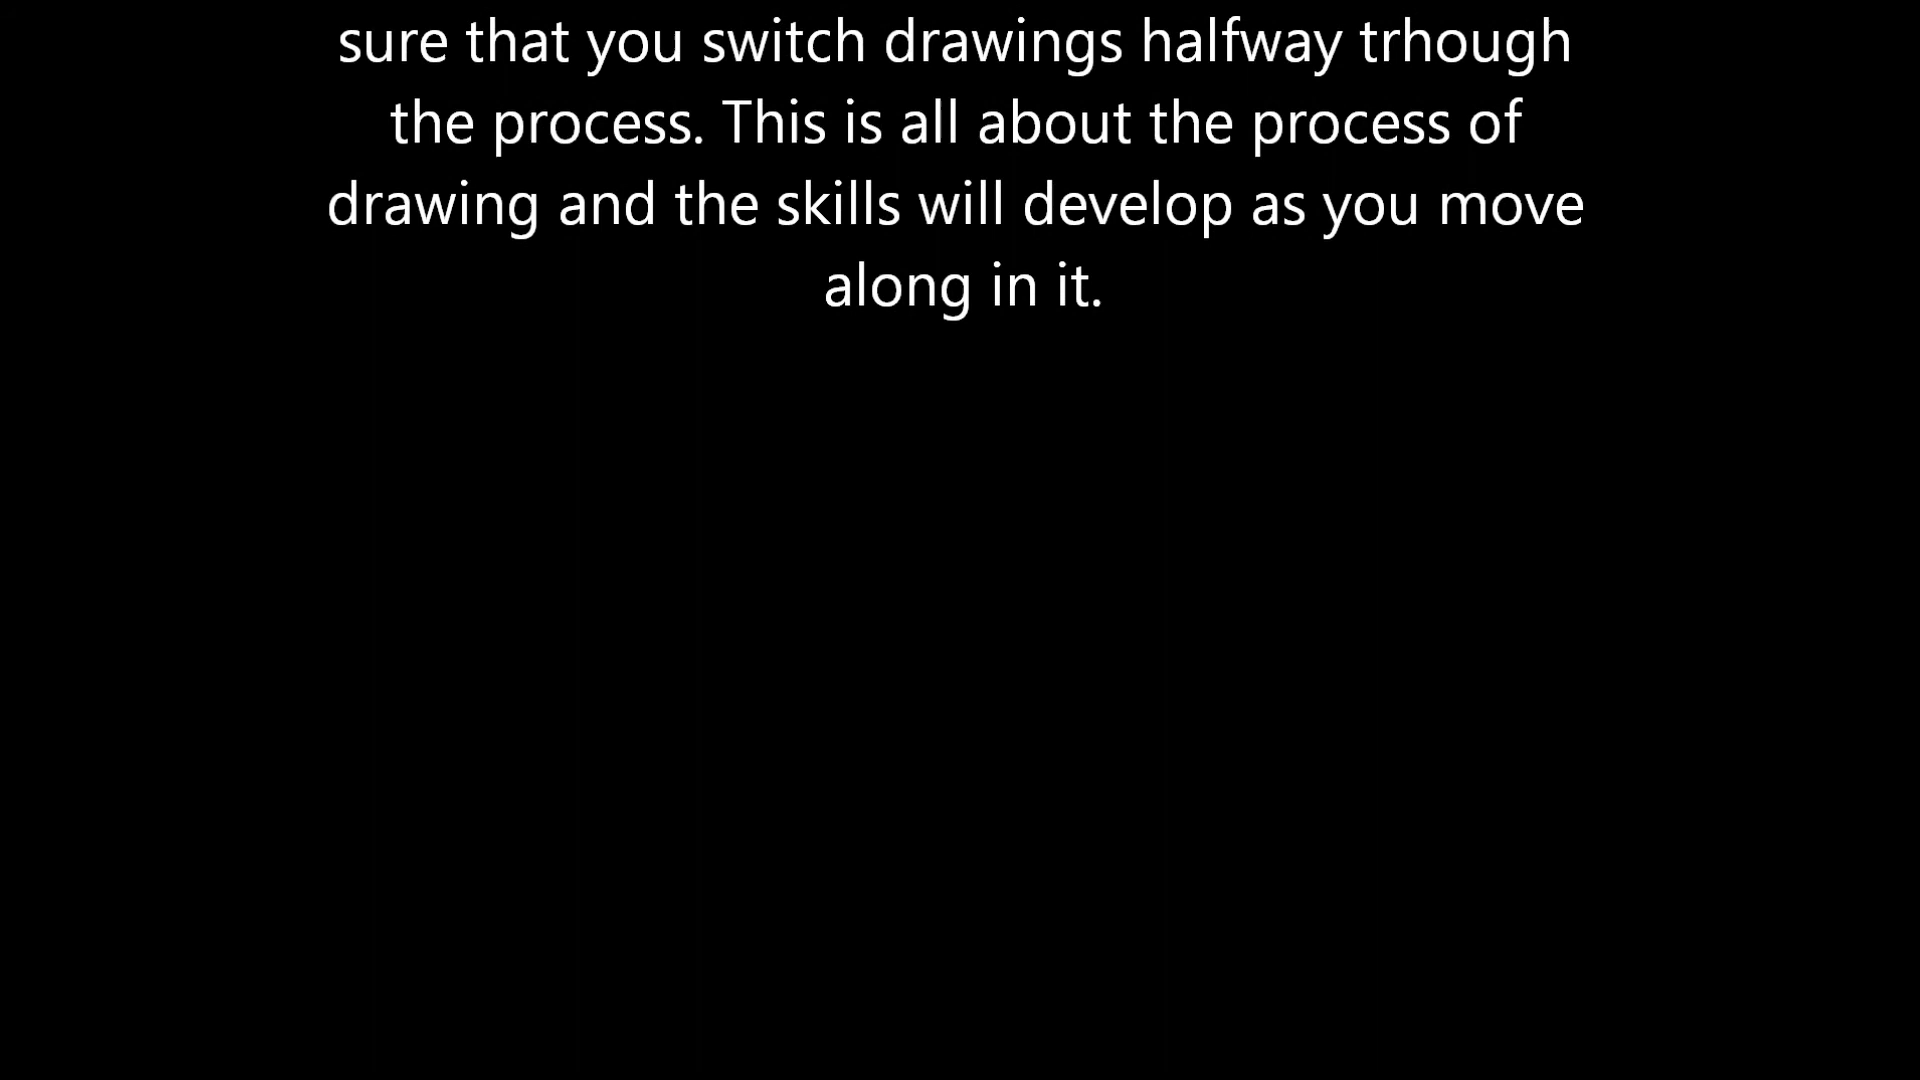 sure that you switch drawings halfway trhough
the process. This is all about the process of
drawing and the skills will develop as you move
along in it.